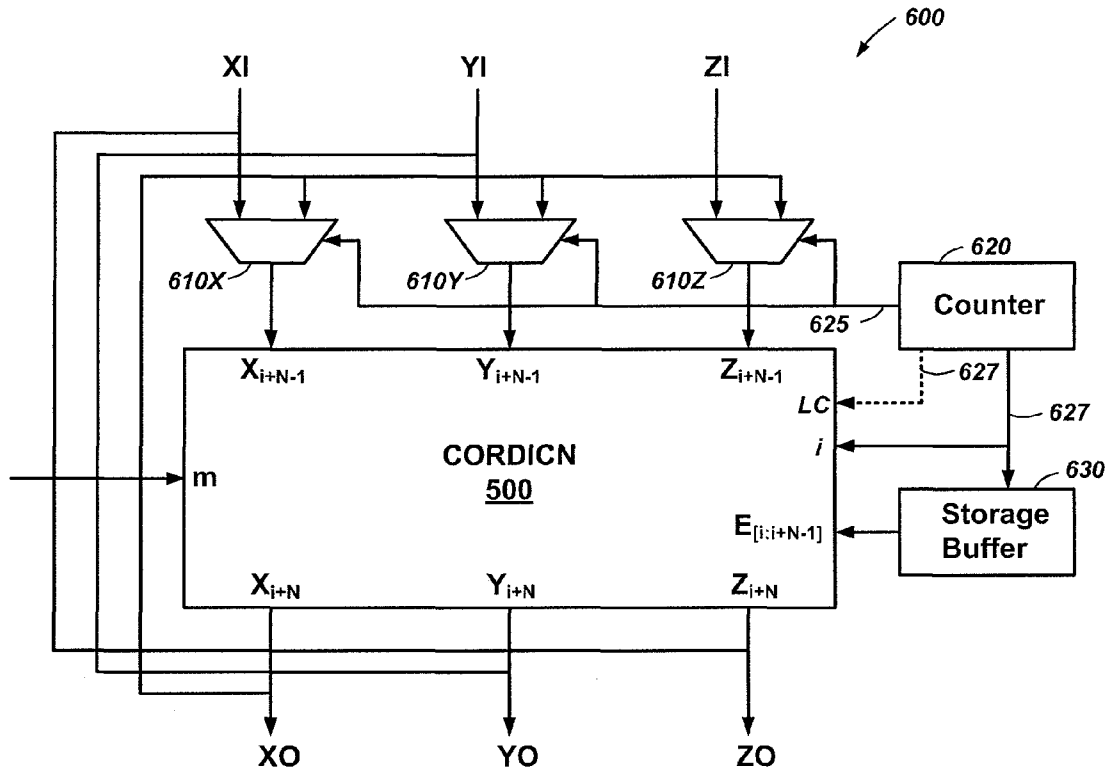 600
XI YI ZI
610X 610Y 610Z
620
Counter
625
X_{i+N-1} Y_{i+N-1} Z_{i+N-1}
627
627
LC
i
CORDICN
500
m
630
Storage
Buffer
E_{[i:i+N-1]}
X_{i+N} Y_{i+N} Z_{i+N}
XO YO ZO